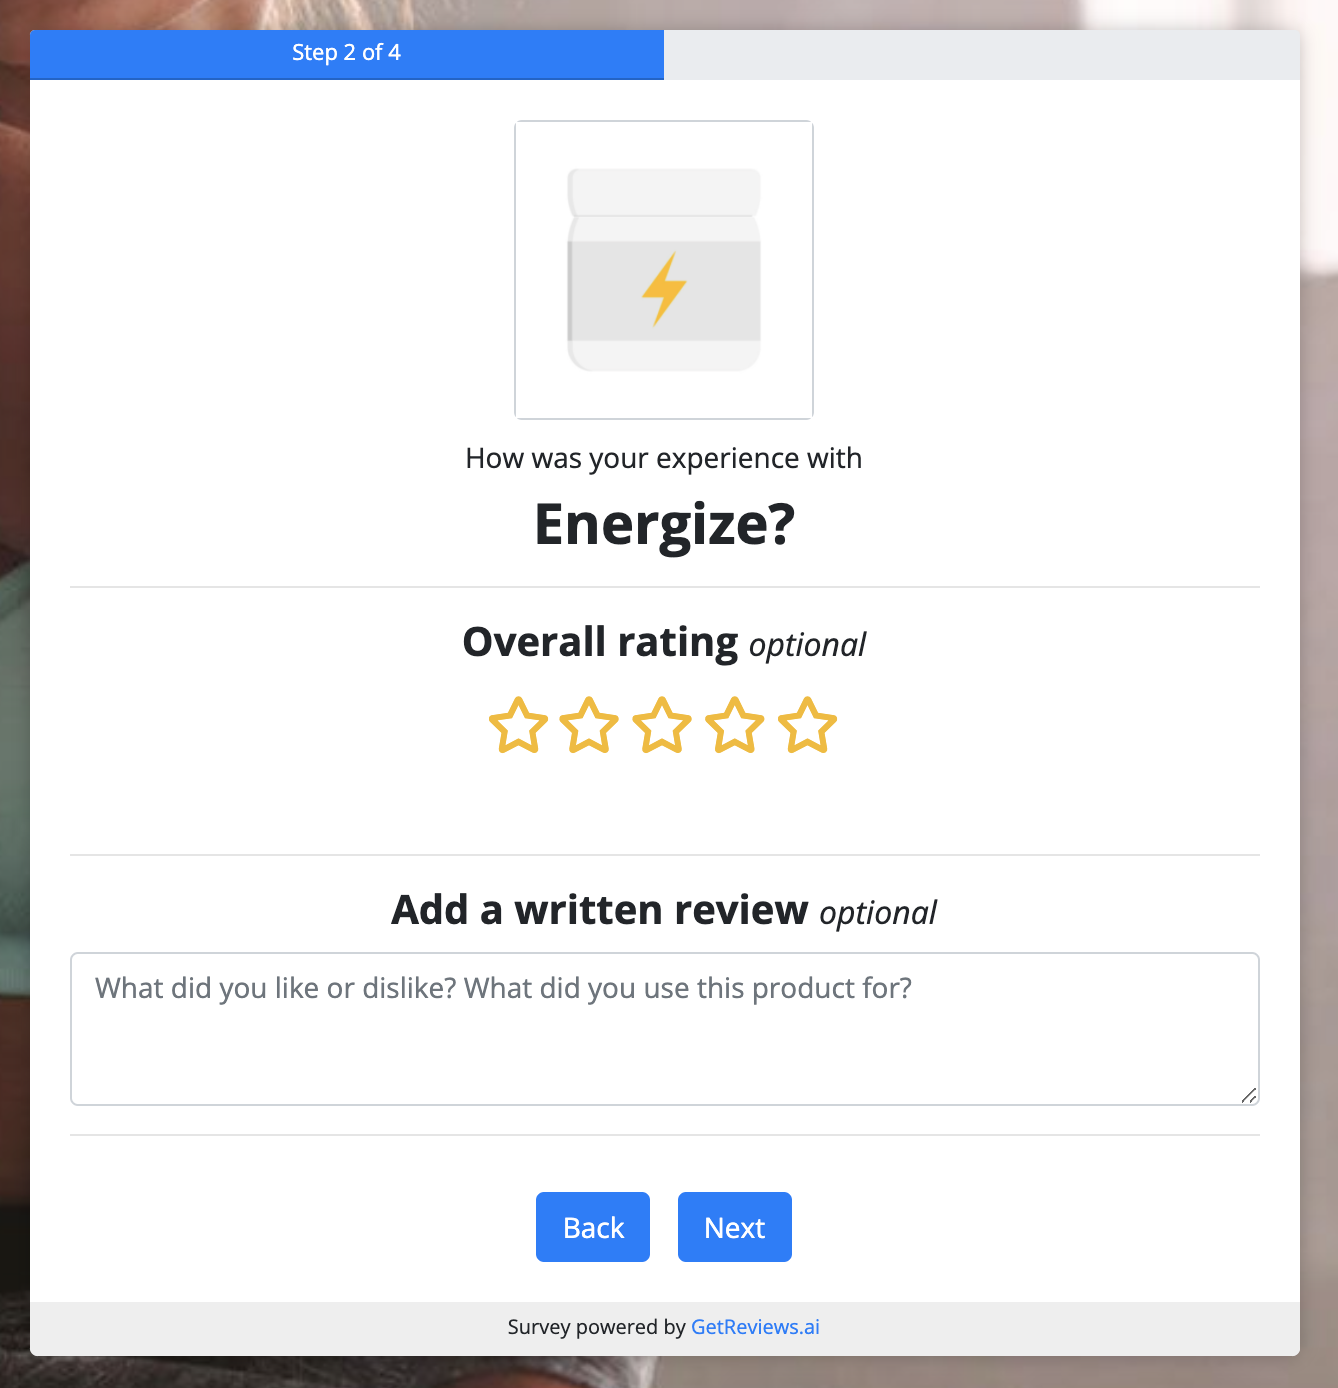 Step 2 of 4
How was your experience with
Energize?
Overall rating optional
Add a written review optional
What did you like or dislike? What did you use this product for?
Back Next
Survey powered by GetReviews.ai